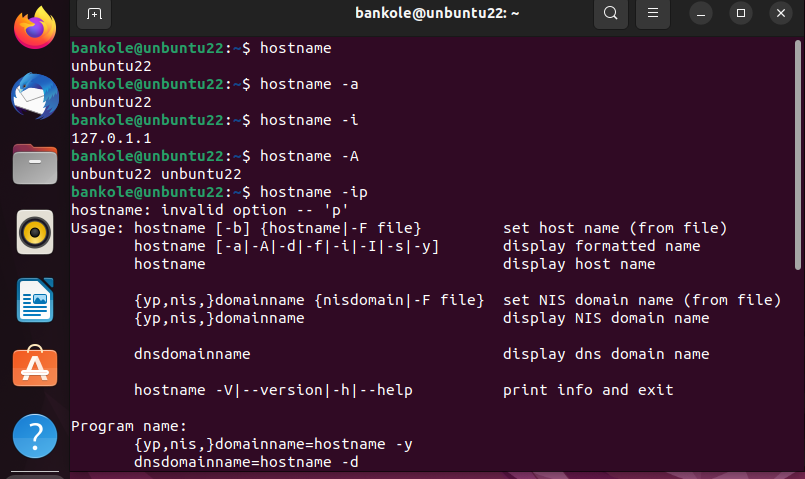 bankole@unbuntu22: ~
bankole@unbuntu22:~$ hostname
unbuntu22
bankole@unbuntu22:~$ hostname -a
unbuntu22
bankole@unbuntu22:~$ hostname -i
127.0.1.1
bankole@unbuntu22:~$ hostname -A
unbuntu22 unbuntu22
bankole@unbuntu22:~$ hostname -ip
hostname: invalid option -- 'p'
Usage: hostname [-b] {hostname|-F file}         set host name (from file)
       hostname [-a|-A|-d|-f|-i|-I|-s|-y]       display formatted name
       hostname                                 display host name
       {yp,nis,}domainname {nisdomain|-F file}  set NIS domain name (from file)
       {yp,nis,}domainname                      display NIS domain name
       dnsdomainname                            display dns domain name
       hostname -V|--version|-h|--help          print info and exit
Program name:
       {yp,nis,}domainname=hostname -y
       dnsdomainname=hostname -d